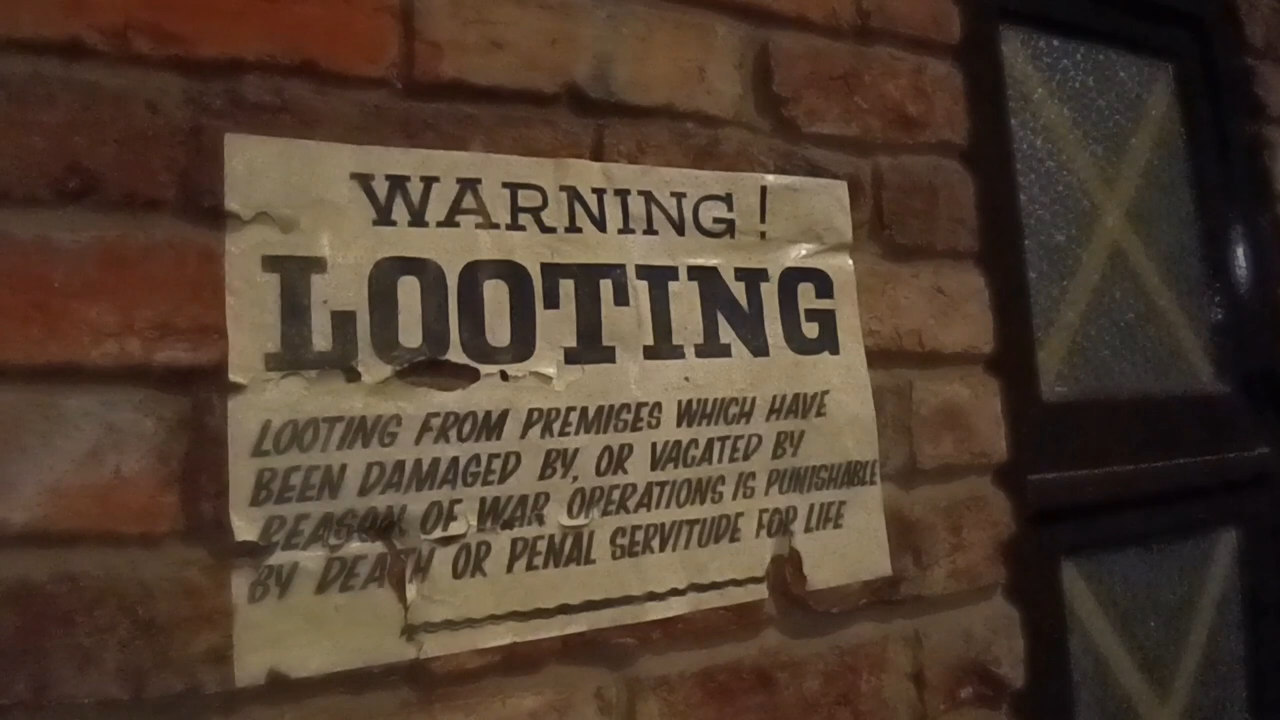 WARNING!
LOOTING
LOOTING FROM PREMISES WHICH HAVE
BEEN DAMAGED BY, OR VACATED BY
REASON OF WAR OPERATIONS IS PUNISHABLE
BY DEATH OR PENAL SERVITUDE FOR LIFE